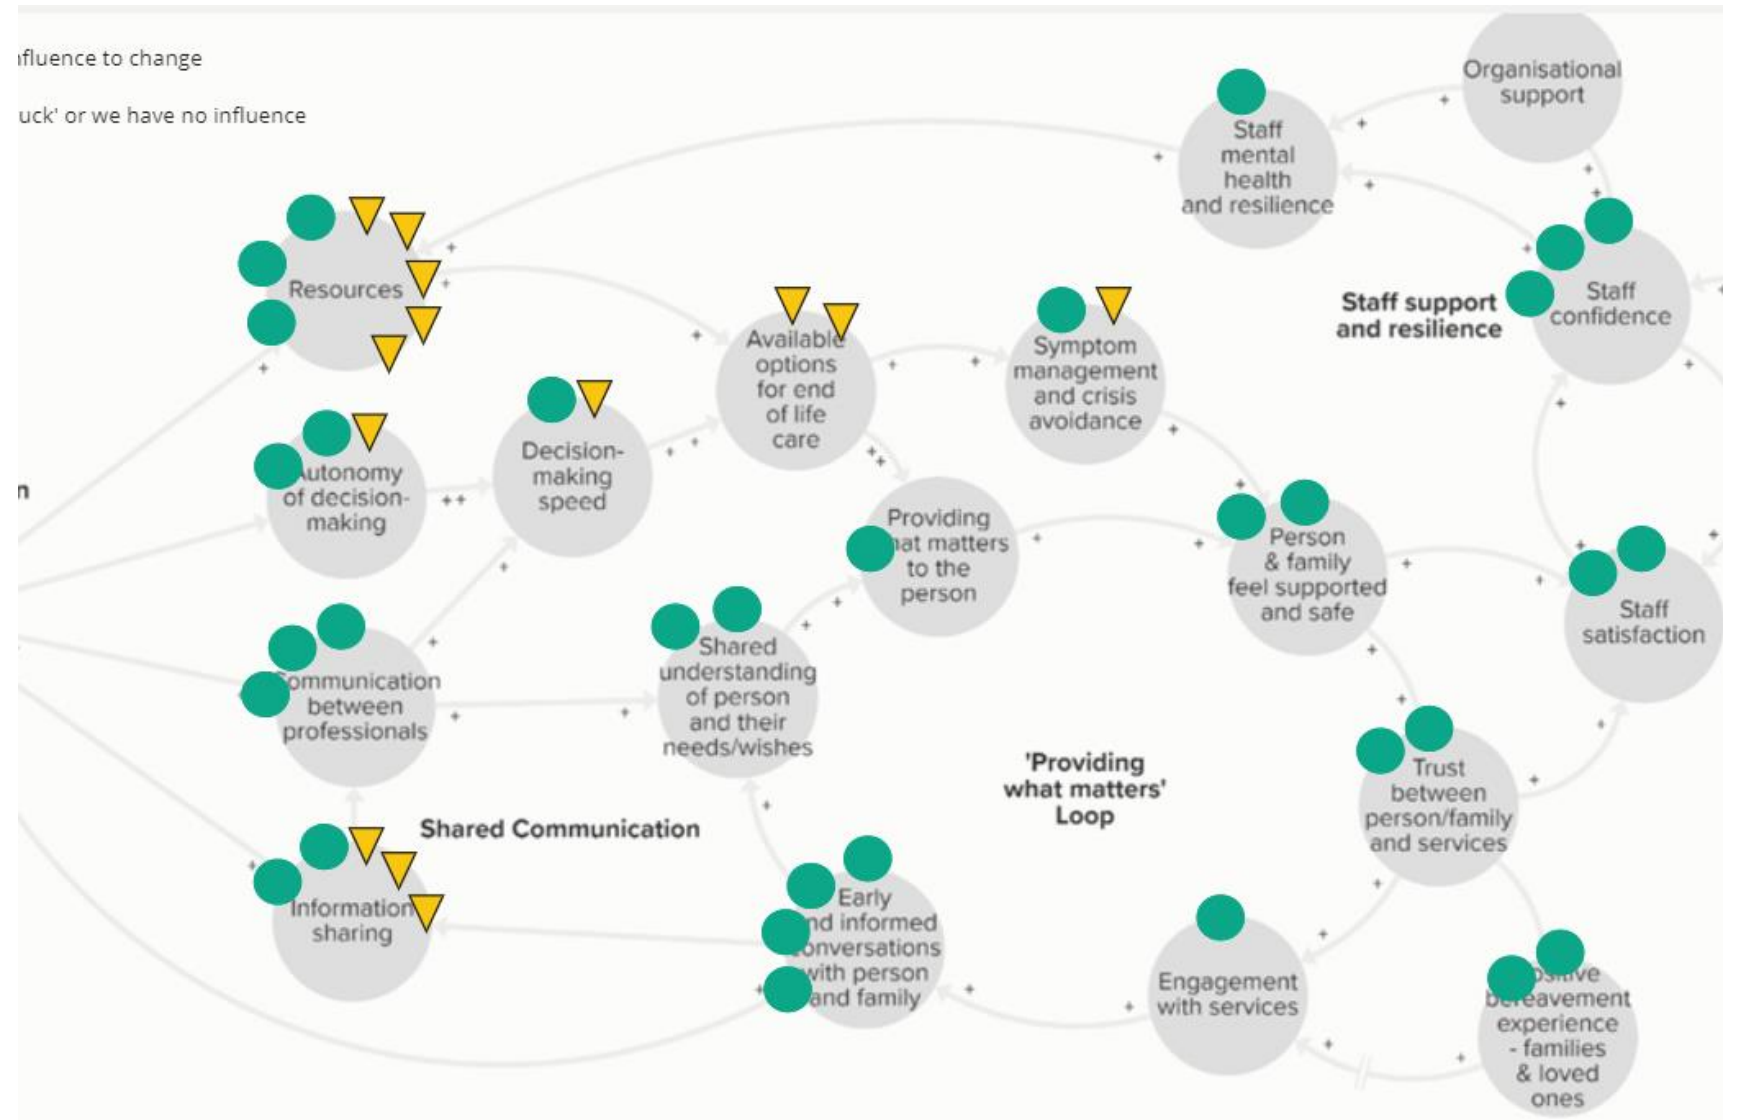 nfluence to change
uck' or we have no influence
Organisational
support
Staff
mental
health
and resilience
Resources
Staff support
and resilience
Staff
confidence
Available
options
for end
of life
care
Symptom
management
and crisis
avoidance
Decision-
making
speed
Autonomy
of decision-
making
n
Providing
hat matters
to the
person
Person
& family
feel supported
and safe
Staff
satisfaction
Communication
between
professionals
Shared
understanding
of person
and their
needs/wishes
'Providing
what matters'
Loop
Trust
between
person/family
and services
Shared Communication
Information
sharing
Early
nd informed
conversations
with person
and family
Engagement
with services
Positive
bereavement
experience
- families
& loved
ones